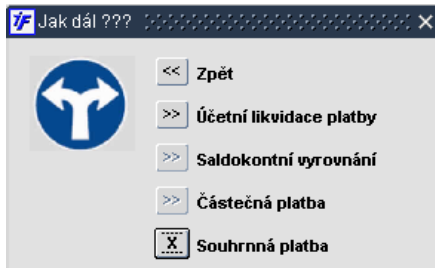 Jak dál ???
<< Zpět
>> Účetní likvidace platby
>> Saldokontní vyrovnání
>> Částečná platba
X Souhrnná platba